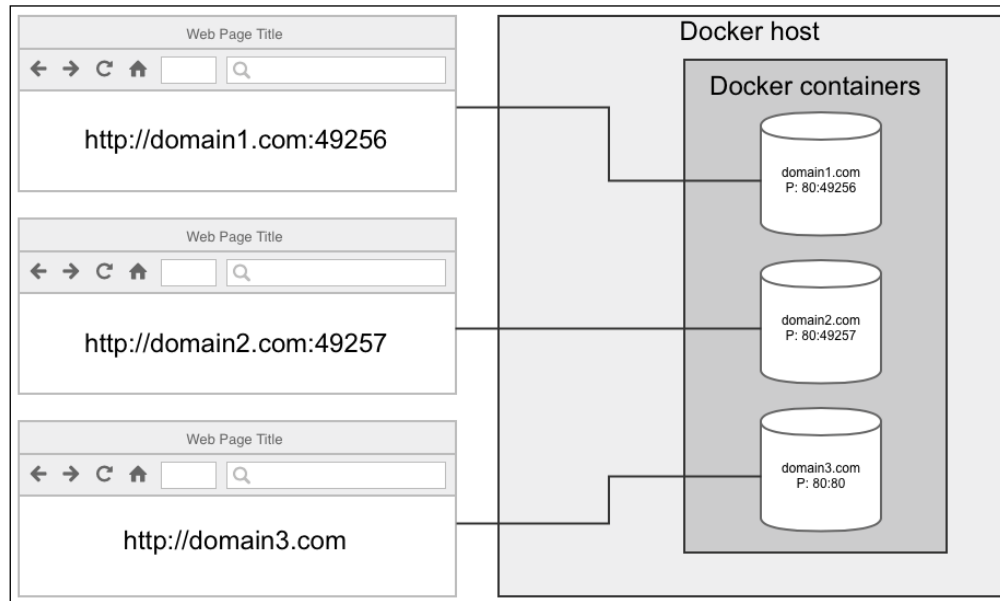 Web Page Title
http://domain1.com:49256
Web Page Title
http://domain2.com:49257
Web Page Title
http://domain3.com
Docker host
Docker containers
domain1.com
P: 80:49256
domain2.com
P: 80:49257
domain3.com
P: 80:80